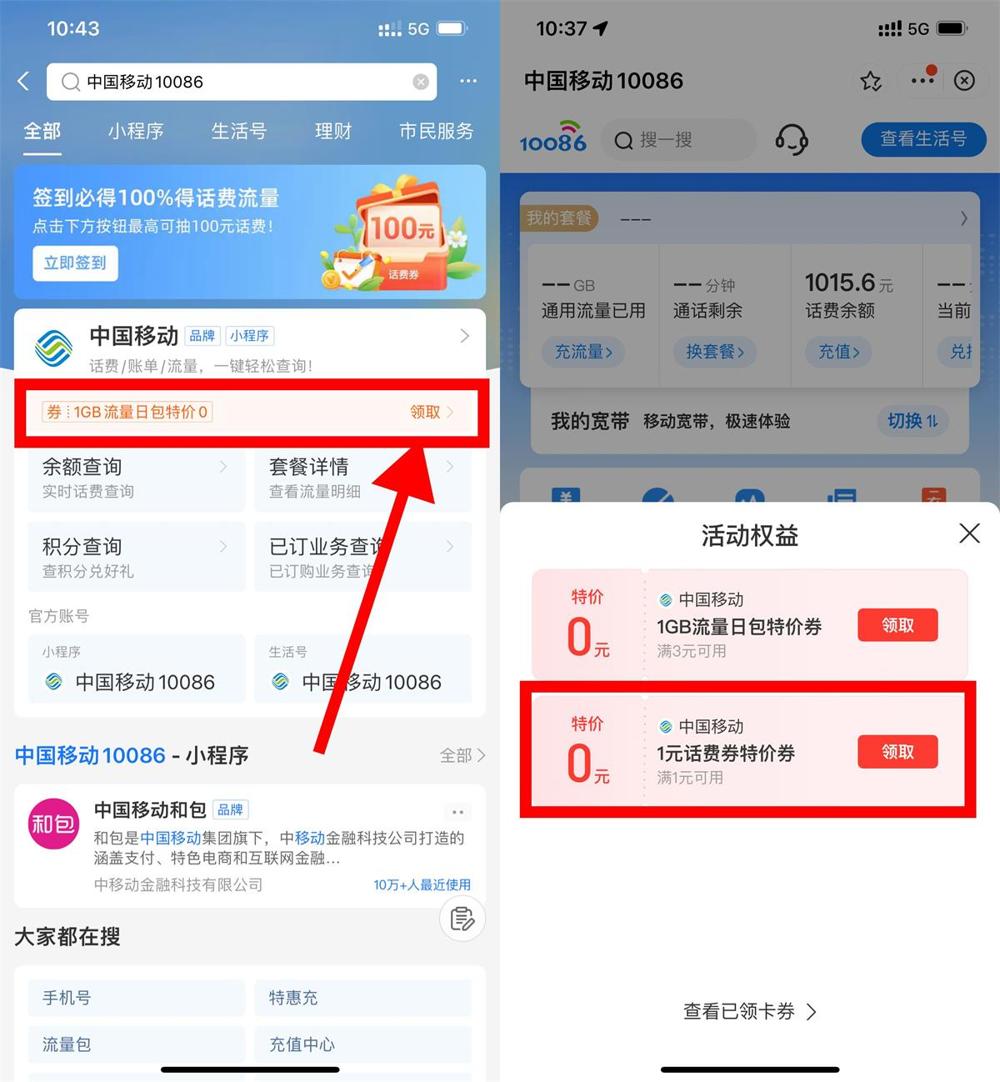 10:43
5G
中国移动10086
全部
小程序
生活号
理财
市民服务
签到必得100%得话费流量
点击下方按钮最高可抽100元话费!
立即签到
100元
话费券
中国移动 品牌 小程序
话费/账单/流量，一键轻松查询!
券 1GB流量日包特价0
领取
余额查询
实时话费查询
套餐详情
查看流量明细
积分查询
查积分兑好礼
已订业务查询
已订购业务查询
官方账号
小程序
中国移动10086
生活号
中国移动10086
中国移动10086 - 小程序
全部
和包
中国移动和包 品牌
和包是中国移动集团旗下，中移动金融科技公司打造的
涵盖支付、特色电商和互联网金融...
中移动金融科技有限公司
10万+人最近使用
大家都在搜
手机号
特惠充
流量包
充值中心
10:37
5G
中国移动10086
10086
搜一搜
查看生活号
我的套餐
---
--GB
通用流量已用
充流量
--分钟
通话剩余
换套餐
1015.6元
话费余额
充值
--
当前
兑换
我的宽带 移动宽带，极速体验
切换
活动权益
特价
0元
中国移动
1GB流量日包特价券
满3元可用
领取
特价
0元
中国移动
1元话费券特价券
满1元可用
领取
查看已领卡券